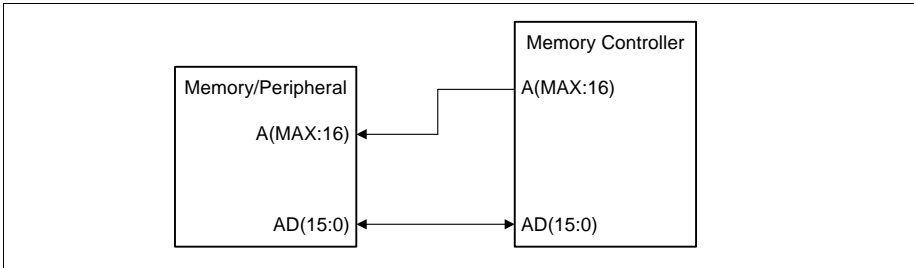 Memory Controller
Memory/Peripheral
A(MAX:16)
A(MAX:16)
AD(15:0)
AD(15:0)